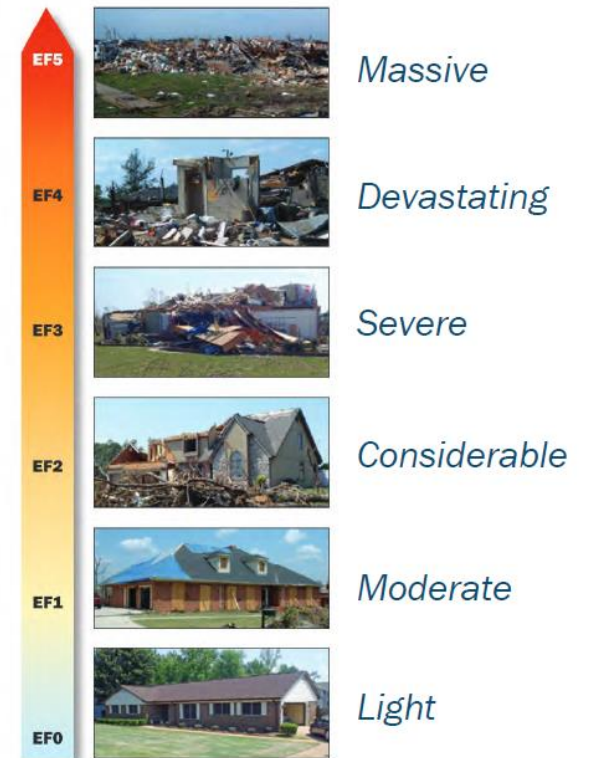 EF5
Massive
EF4
Devastating
EF3
Severe
EF2
Considerable
EF1
Moderate
EF0
Light